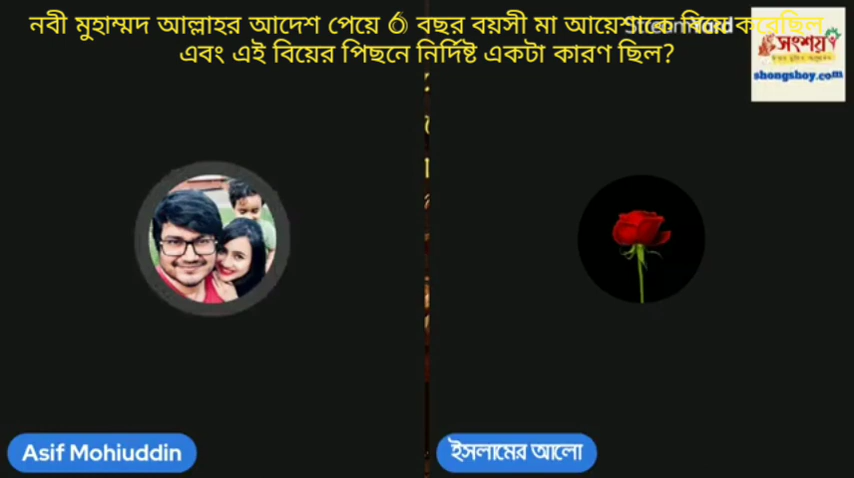 নবী মুহাম্মদ আল্লাহর আদেশ পেয়ে ৬ বছর বয়সী মা আয়েশাকে বিয়ে করেছিল
এবং এই বিয়ের পিছনে নির্দিষ্ট একটা কারণ ছিল?
StreamYard
সংশয়
shongshoy.com
Asif Mohiuddin
ইসলামের আলো